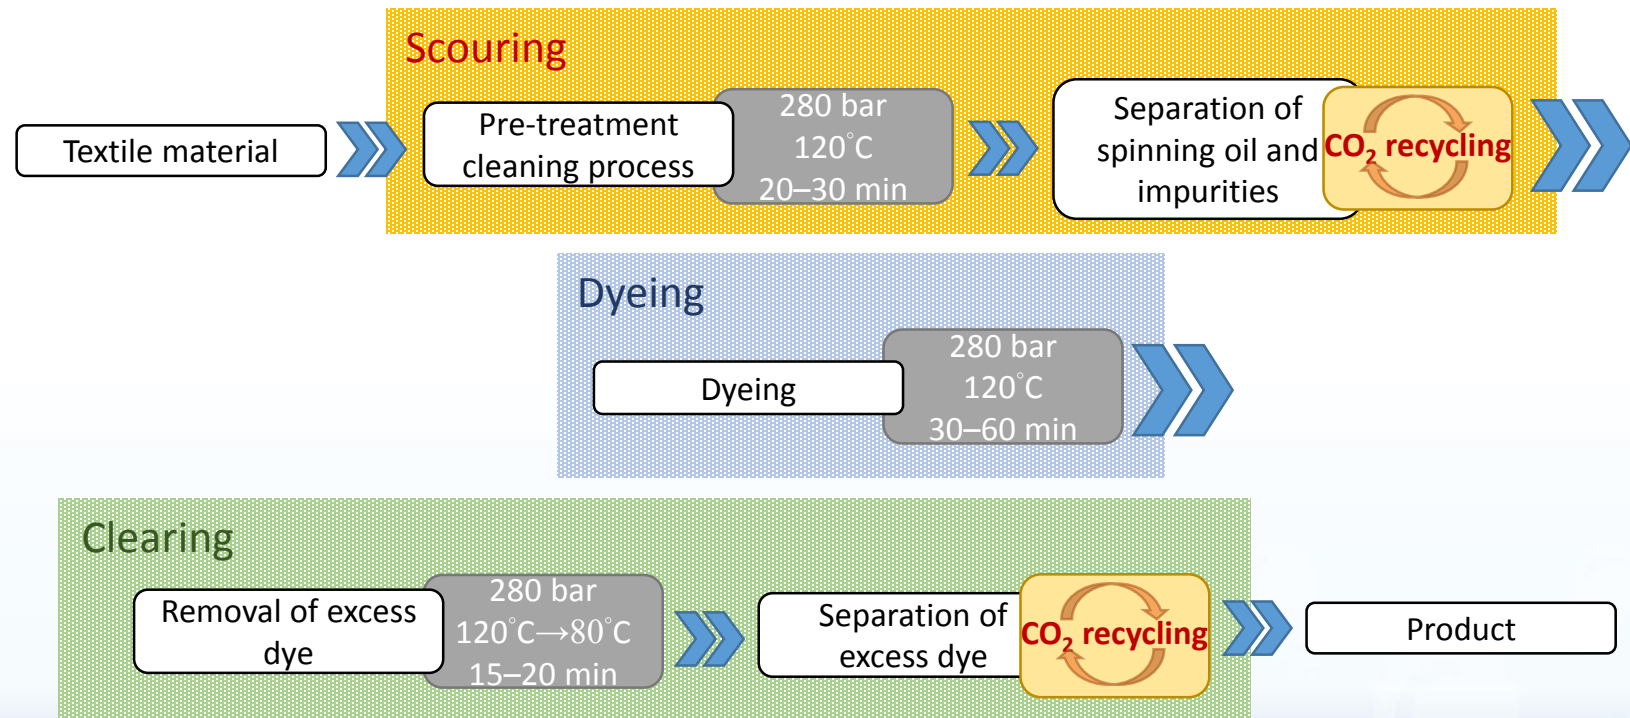 Scouring
Textile material
Pre-treatment
cleaning process
280 bar
120°C
20–30 min
Separation of
spinning oil and
impurities
CO₂ recycling
Dyeing
Dyeing
280 bar
120°C
30–60 min
Clearing
Removal of excess
dye
280 bar
120°C→80°C
15–20 min
Separation of
excess dye
CO₂ recycling
Product